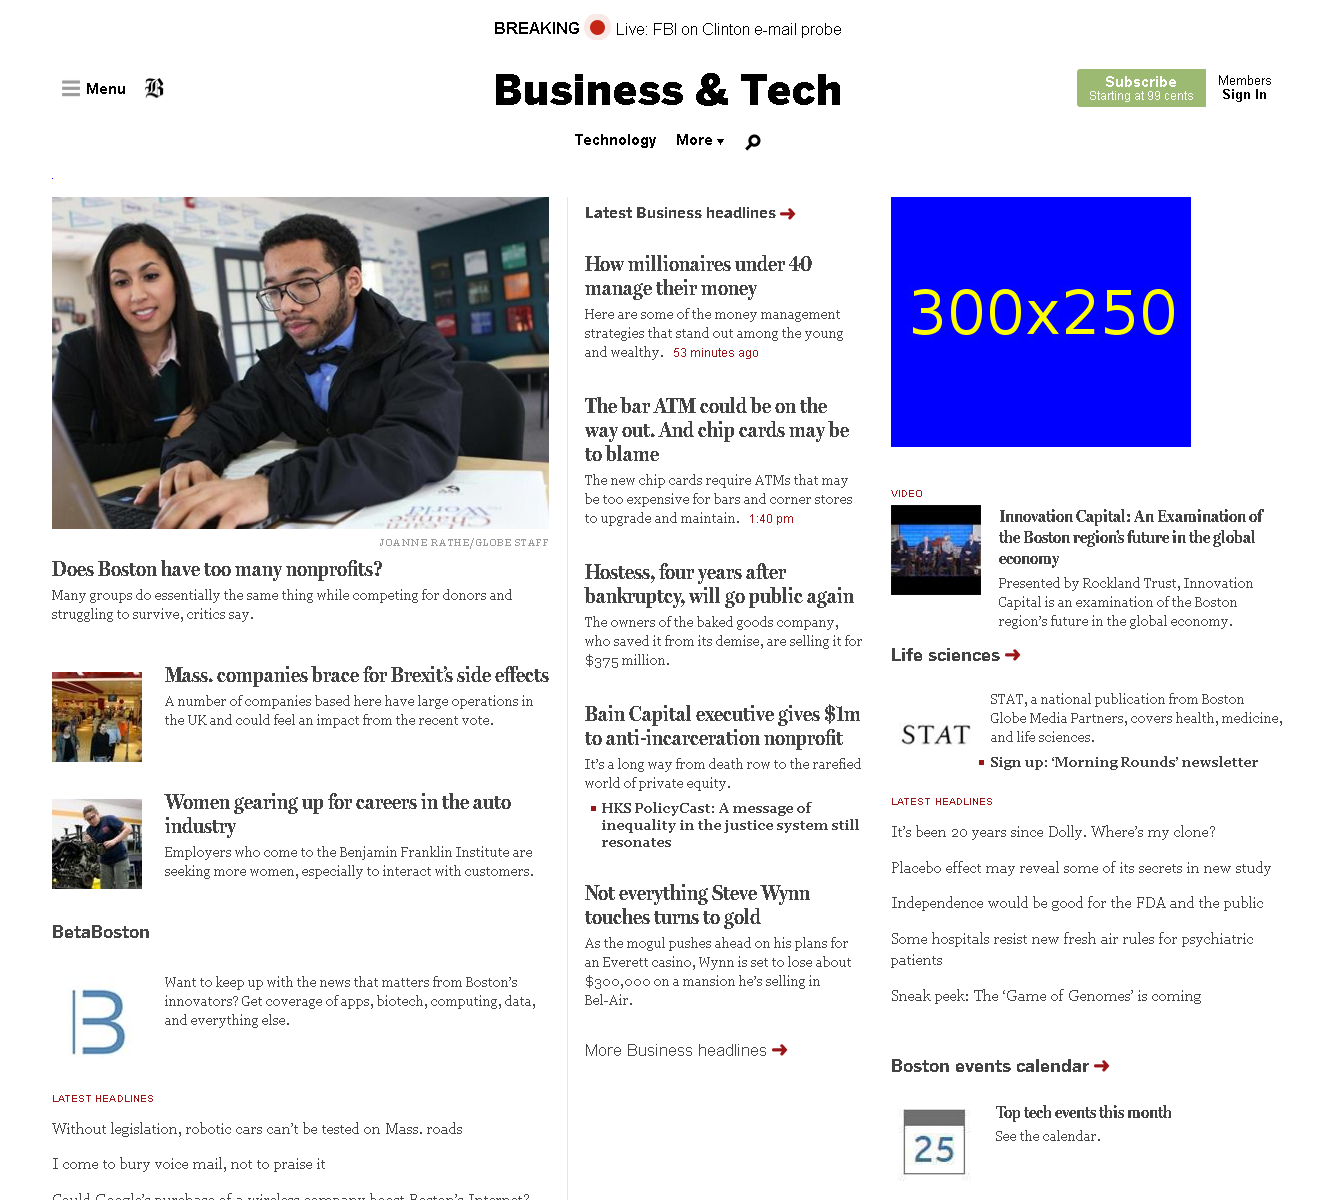 BREAKING Live: FBI on Clinton e-mail probe
Menu B
Business & Tech
Subscribe
Starting at 99 cents
Members
Sign In
Technology More
JOANNE RATHE/GLOBE STAFF
Does Boston have too many nonprofits?
Many groups do essentially the same thing while competing for donors and
struggling to survive, critics say.
Mass. companies brace for Brexit's side effects
A number of companies based here have large operations in
the UK and could feel an impact from the recent vote.
Women gearing up for careers in the auto
industry
Employers who come to the Benjamin Franklin Institute are
seeking more women, especially to interact with customers.
BetaBoston
B
Want to keep up with the news that matters from Boston's
innovators? Get coverage of apps, biotech, computing, data,
and everything else.
LATEST HEADLINES
Without legislation, robotic cars can't be tested on Mass. roads
I come to bury voice mail, not to praise it
Could Google's purchase of a wireless company boost Boston's Internet?
Latest Business headlines
How millionaires under 40
manage their money
Here are some of the money management
strategies that stand out among the young
and wealthy. 53 minutes ago
The bar ATM could be on the
way out. And chip cards may be
to blame
The new chip cards require ATMs that may
be too expensive for bars and corner stores
to upgrade and maintain. 1:40 pm
Hostess, four years after
bankruptcy, will go public again
The owners of the baked goods company,
who saved it from its demise, are selling it for
$375 million.
Bain Capital executive gives $1m
to anti-incarceration nonprofit
It's a long way from death row to the rarefied
world of private equity.
HKS PolicyCast: A message of
inequality in the justice system still
resonates
Not everything Steve Wynn
touches turns to gold
As the mogul pushes ahead on his plans for
an Everett casino, Wynn is set to lose about
$300,000 on a mansion he's selling in
Bel-Air.
More Business headlines
300x250
VIDEO
Innovation Capital: An Examination of
the Boston region's future in the global
economy
Presented by Rockland Trust, Innovation
Capital is an examination of the Boston
region's future in the global economy.
Life sciences
STAT
STAT, a national publication from Boston
Globe Media Partners, covers health, medicine,
and life sciences.
Sign up: 'Morning Rounds' newsletter
LATEST HEADLINES
It's been 20 years since Dolly. Where's my clone?
Placebo effect may reveal some of its secrets in new study
Independence would be good for the FDA and the public
Some hospitals resist new fresh air rules for psychiatric
patients
Sneak peek: The 'Game of Genomes' is coming
Boston events calendar
25
Top tech events this month
See the calendar.